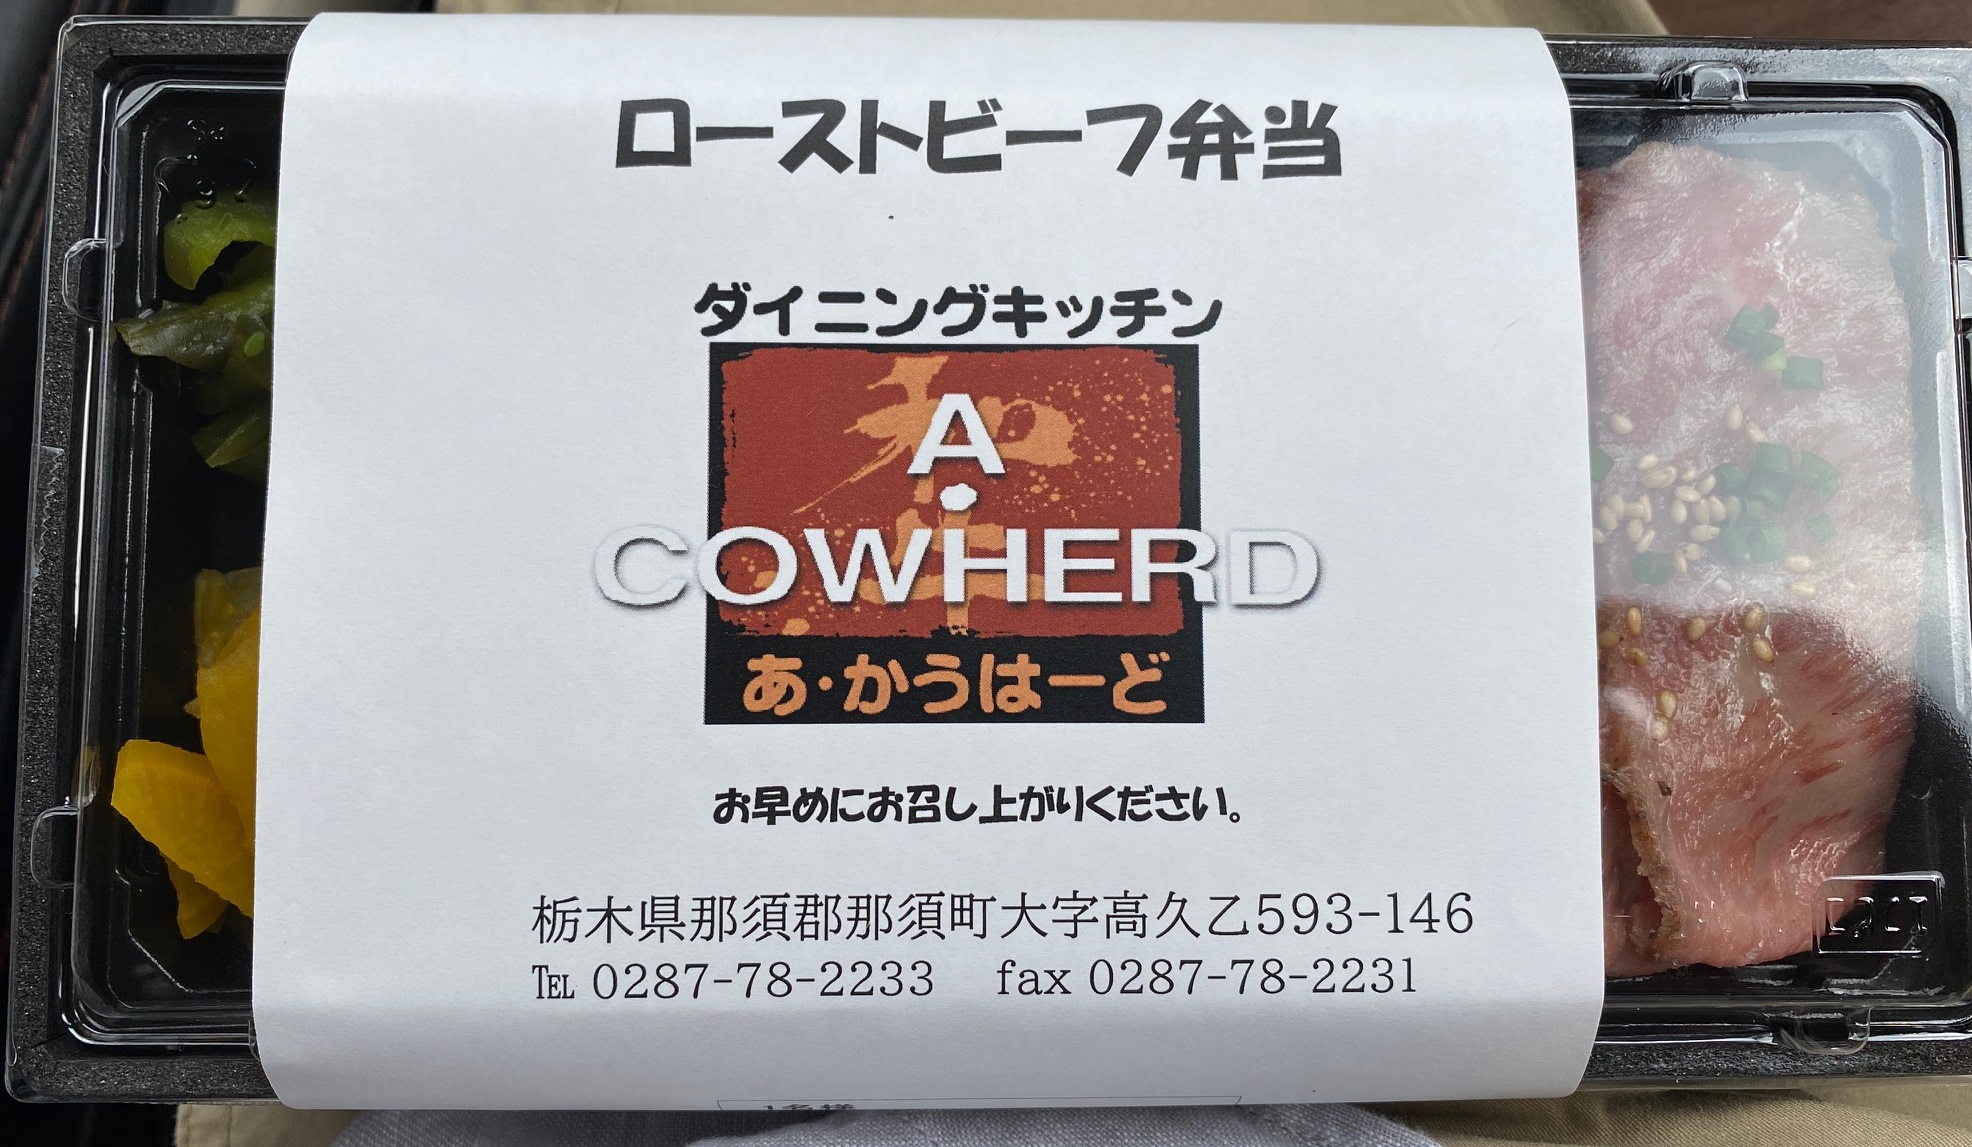 ローストビーフ弁当
ダイニングキッチン
A
・
COWHERD
あ・かうはーど
お早めにお召し上がりください。
栃木県那須郡那須町大字高久乙593-146
℡ 0287-78-2233 fax 0287-78-2231